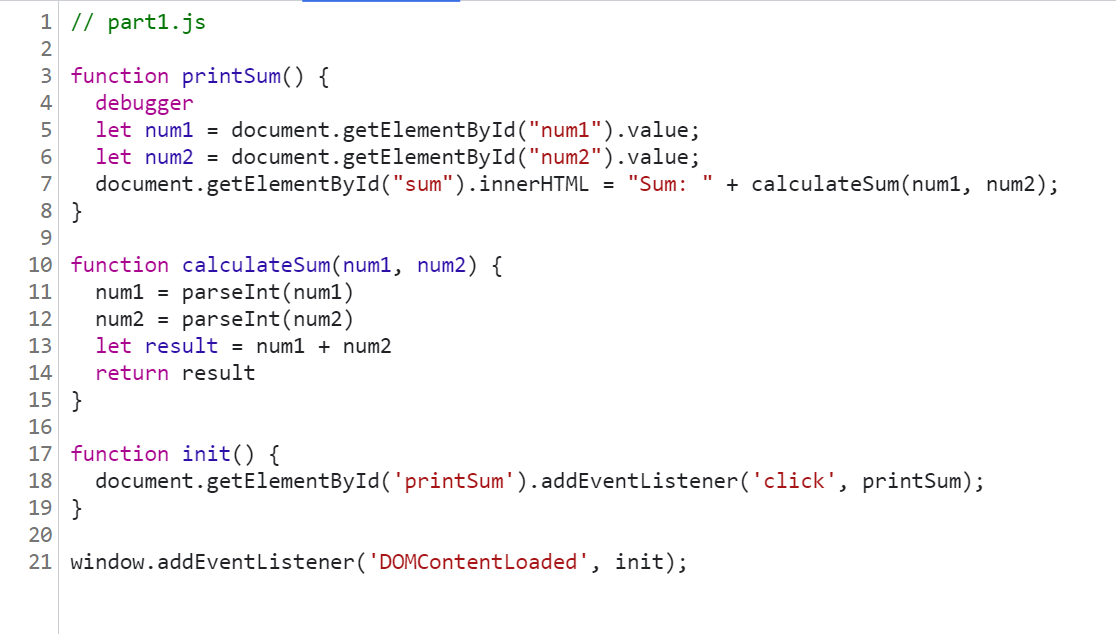 1 // part1.js
2
3 function printSum() {
4   debugger
5   let num1 = document.getElementById("num1").value;
6   let num2 = document.getElementById("num2").value;
7   document.getElementById("sum").innerHTML = "Sum: " + calculateSum(num1, num2);
8 }
9
10 function calculateSum(num1, num2) {
11   num1 = parseInt(num1)
12   num2 = parseInt(num2)
13   let result = num1 + num2
14   return result
15 }
16
17 function init() {
18   document.getElementById('printSum').addEventListener('click', printSum);
19 }
20
21 window.addEventListener('DOMContentLoaded', init);